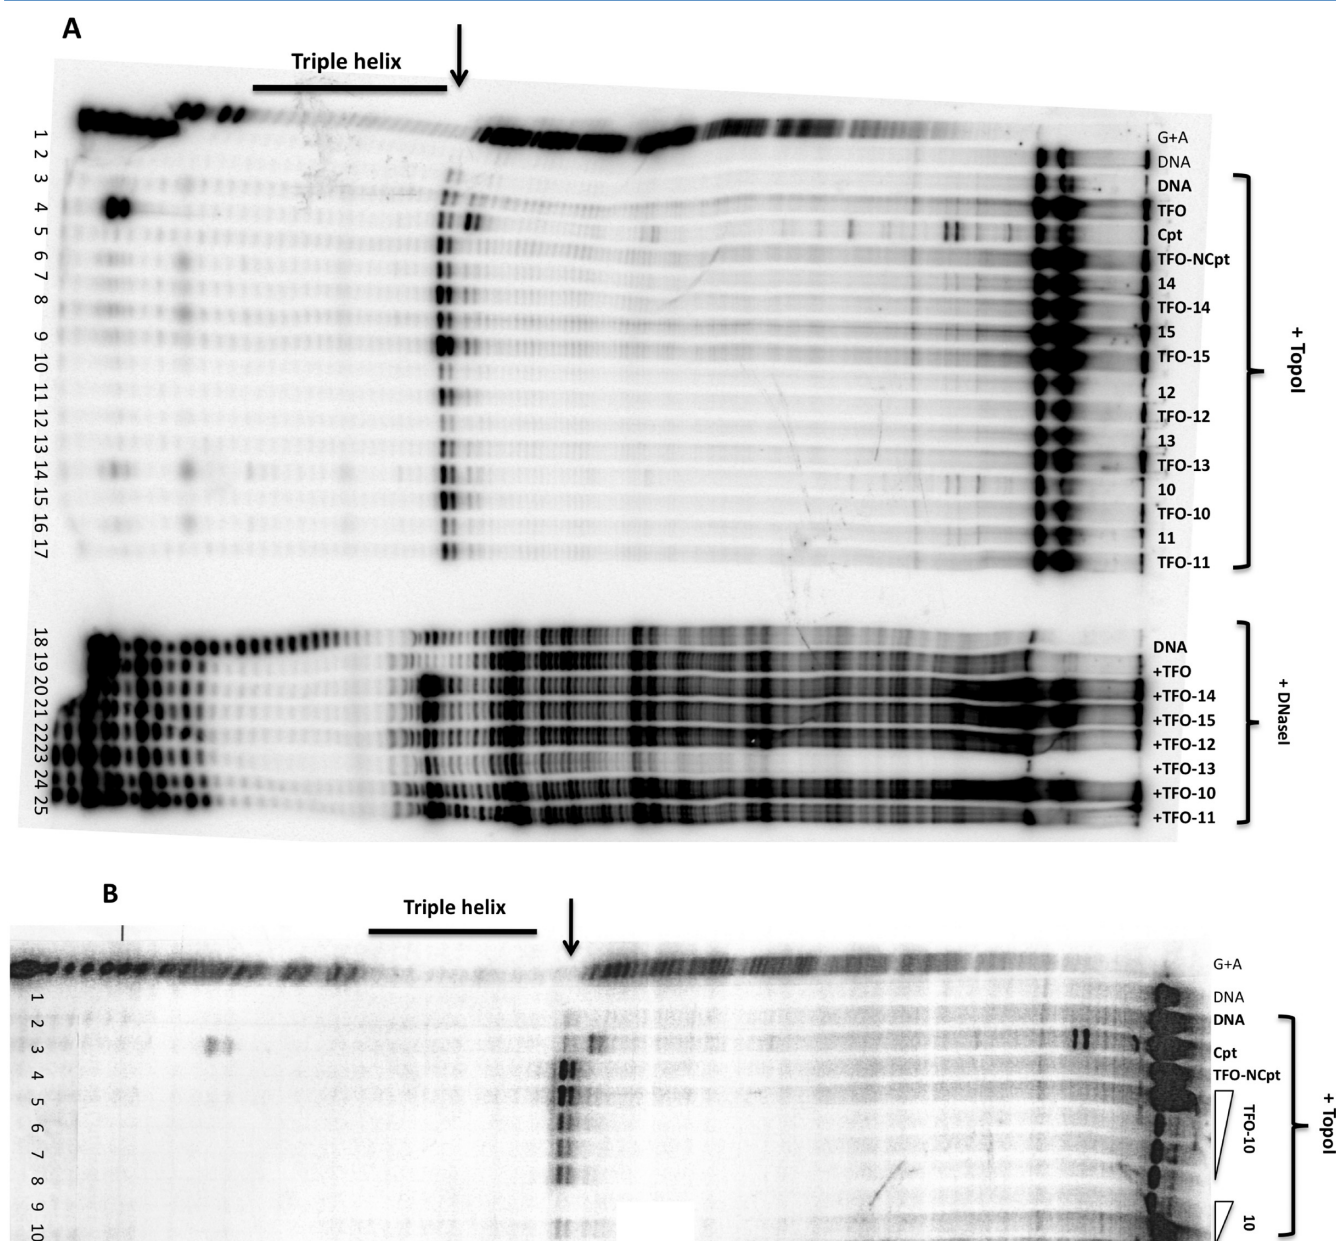 A
Triple helix
G+A
1
DNA
2
DNA
3
TFO
4
Cpt
5
TFO-NCpt
6
14
7
TFO-14
8
15
9
TFO-15
10
12
11
TFO-12
12
13
13
TFO-13
14
10
15
TFO-10
16
11
17
TFO-11
+ TopoI
18
DNA
19
+TFO
20
+TFO-14
21
+TFO-15
22
+TFO-12
23
+TFO-13
24
+TFO-10
25
+TFO-11
+ DNaseI
B
Triple helix
G+A
1
DNA
2
DNA
3
Cpt
4
TFO-NCpt
5
6
7
8
TFO-10
9
10
10
+ TopoI